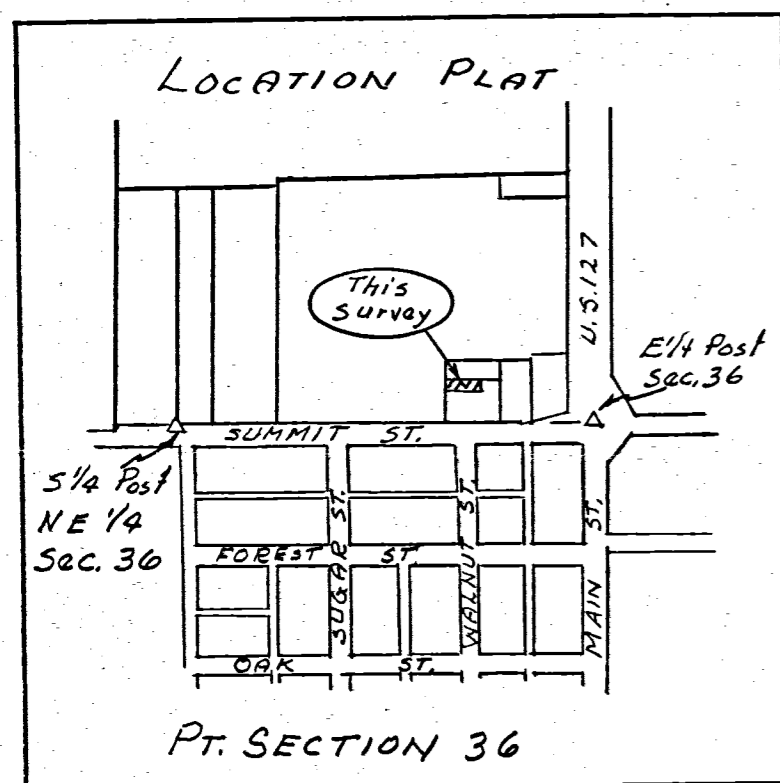 LOCATION PLAT
U.S.127
This
Survey
E1/4 Post
Sec. 36
SUMMIT ST.
S 1/4 Post
NE 1/4
Sec. 36
SUGAR ST.
WALNUT ST.
MAIN ST.
FOREST ST.
OAK ST.
PT. SECTION 36